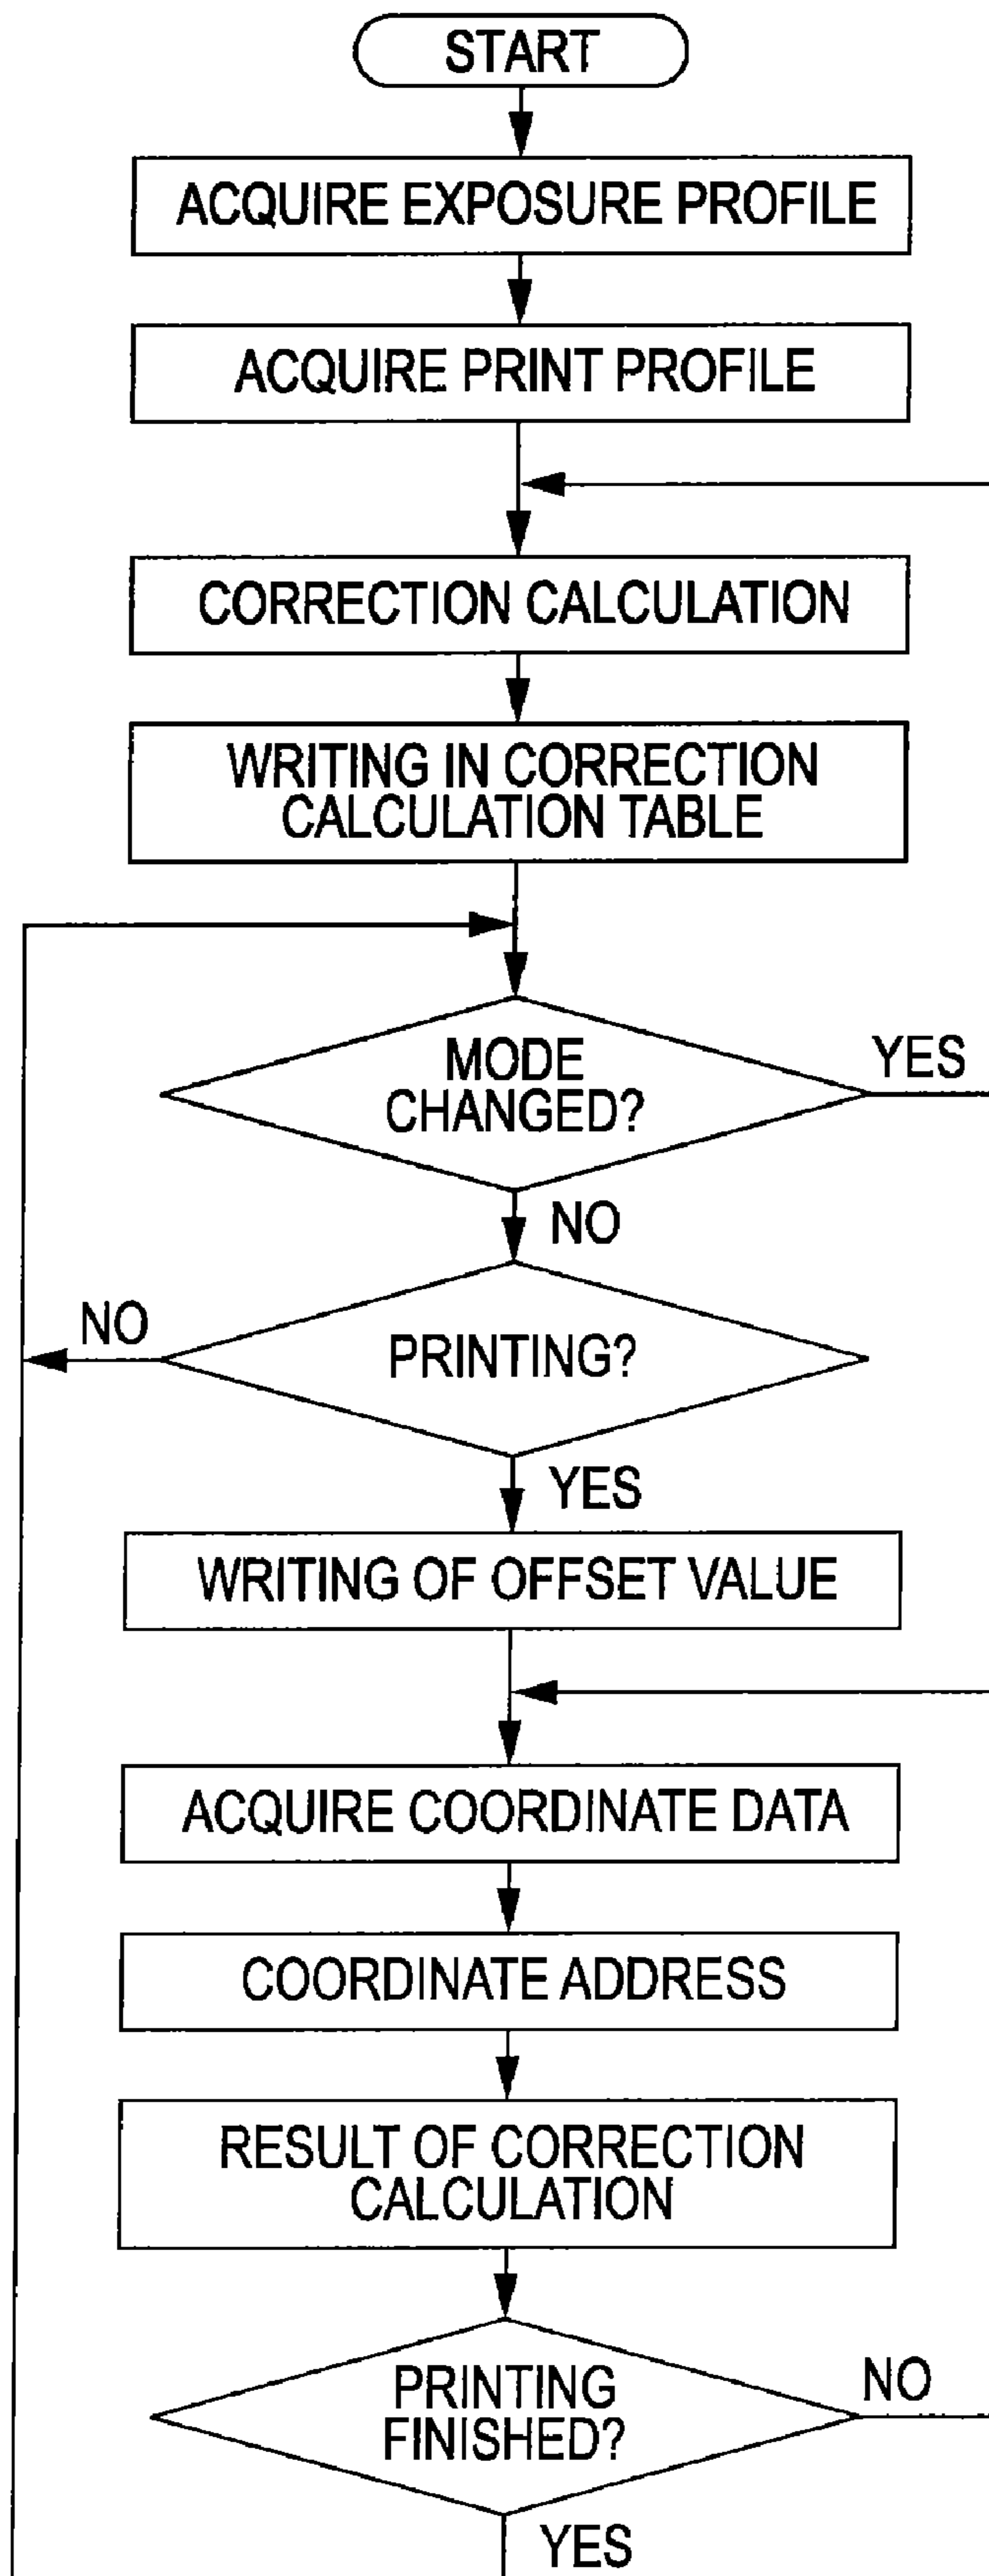 START
ACQUIRE EXPOSURE PROFILE
ACQUIRE PRINT PROFILE
CORRECTION CALCULATION
WRITING IN CORRECTION
CALCULATION TABLE
MODE
CHANGED?
YES
NO
PRINTING?
NO
YES
WRITING OF OFFSET VALUE
ACQUIRE COORDINATE DATA
COORDINATE ADDRESS
RESULT OF CORRECTION
CALCULATION
PRINTING
FINISHED?
NO
YES